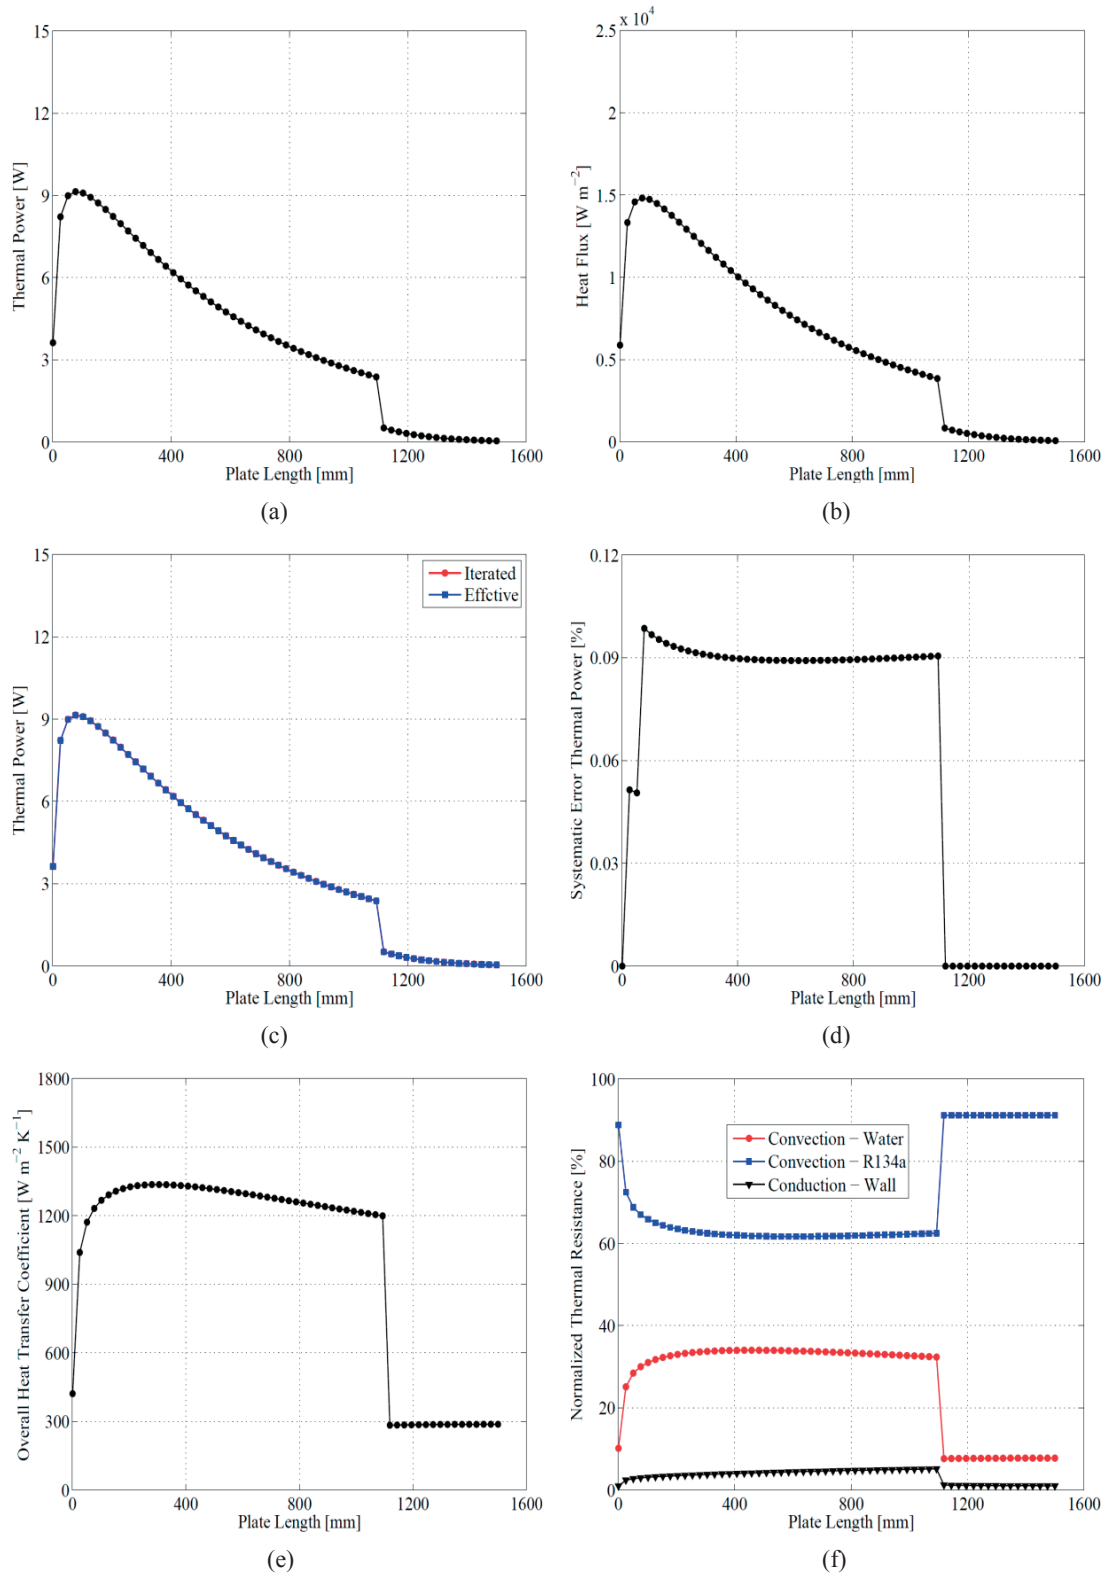 15
12
9
6
3
0
Thermal Power [W]
0 400 800 1200 1600
Plate Length [mm]
(a)
x 10⁴
2.5
2
1.5
1
0.5
0
Heat Flux [W m⁻²]
0 400 800 1200 1600
Plate Length [mm]
(b)
15
12
9
6
3
0
Thermal Power [W]
Iterated
Effctive
0 400 800 1200 1600
Plate Length [mm]
(c)
0.12
0.09
0.06
0.03
0
Systematic Error Thermal Power [%]
0 400 800 1200 1600
Plate Length [mm]
(d)
1800
1500
1200
900
600
300
0
Overall Heat Transfer Coefficient [W m⁻² K⁻¹]
0 400 800 1200 1600
Plate Length [mm]
(e)
100
80
60
40
20
0
Normalized Thermal Resistance [%]
Convection − Water
Convection − R134a
Conduction − Wall
0 400 800 1200 1600
Plate Length [mm]
(f)